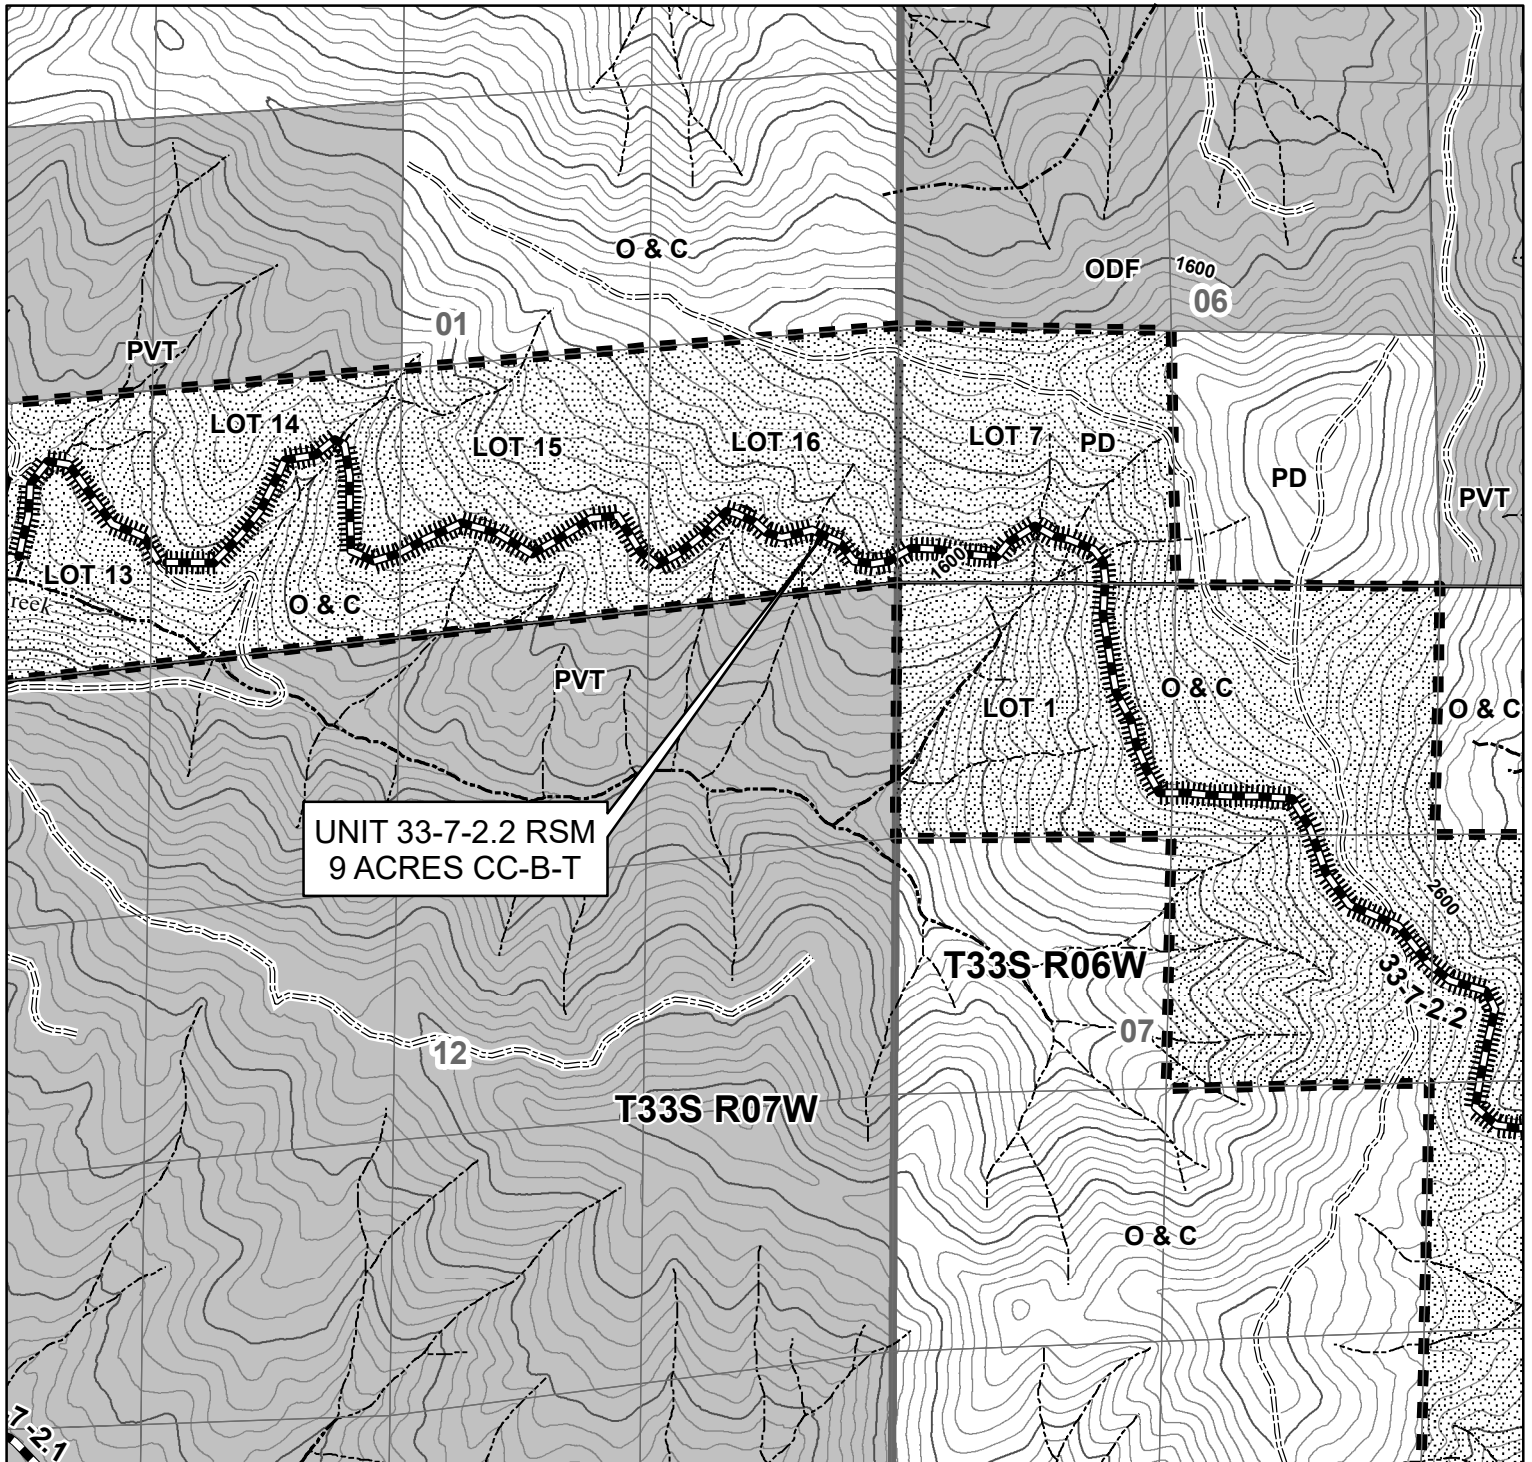 O & C
ODF
1600
06
01
PVT
LOT 14
LOT 15
LOT 16
LOT 7
PD
PD
PVT
LOT 13
reek
O & C
1600
PVT
O & C
LOT 1
O & C
UNIT 33-7-2.2 RSM
9 ACRES CC-B-T
2600
T33S R06W
33-7-2.2
07
12
T33S R07W
O & C
7-2.1